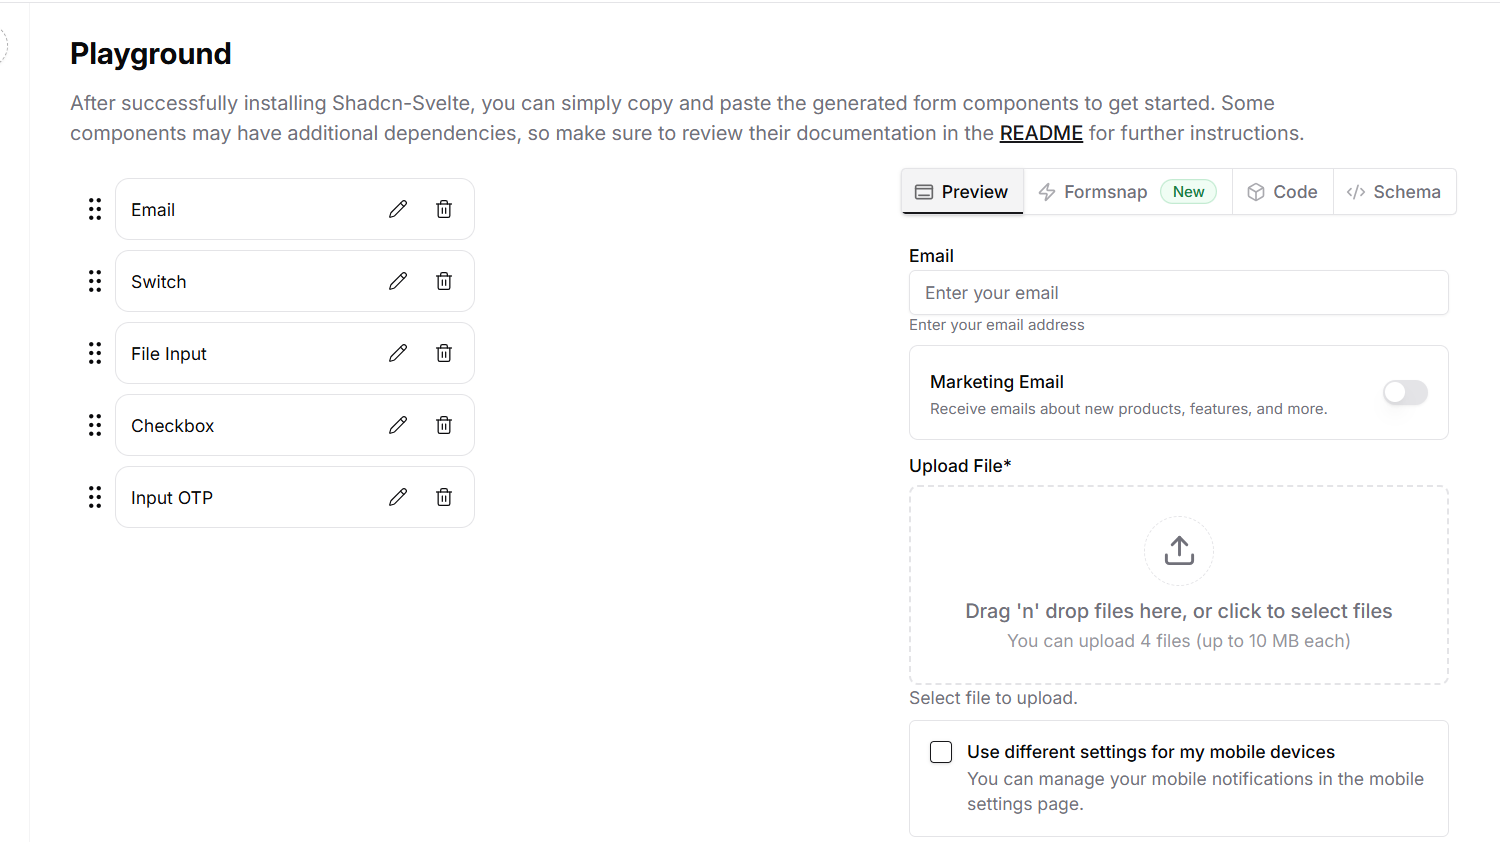 Playground
After successfully installing Shadcn-Svelte, you can simply copy and paste the generated form components to get started. Some
components may have additional dependencies, so make sure to review their documentation in the README for further instructions.
Email
Switch
File Input
Checkbox
Input OTP
Preview
Formsnap New
Code
Schema
Email
Enter your email
Enter your email address
Marketing Email
Receive emails about new products, features, and more.
Upload File*
Drag 'n' drop files here, or click to select files
You can upload 4 files (up to 10 MB each)
Select file to upload.
Use different settings for my mobile devices
You can manage your mobile notifications in the mobile
settings page.